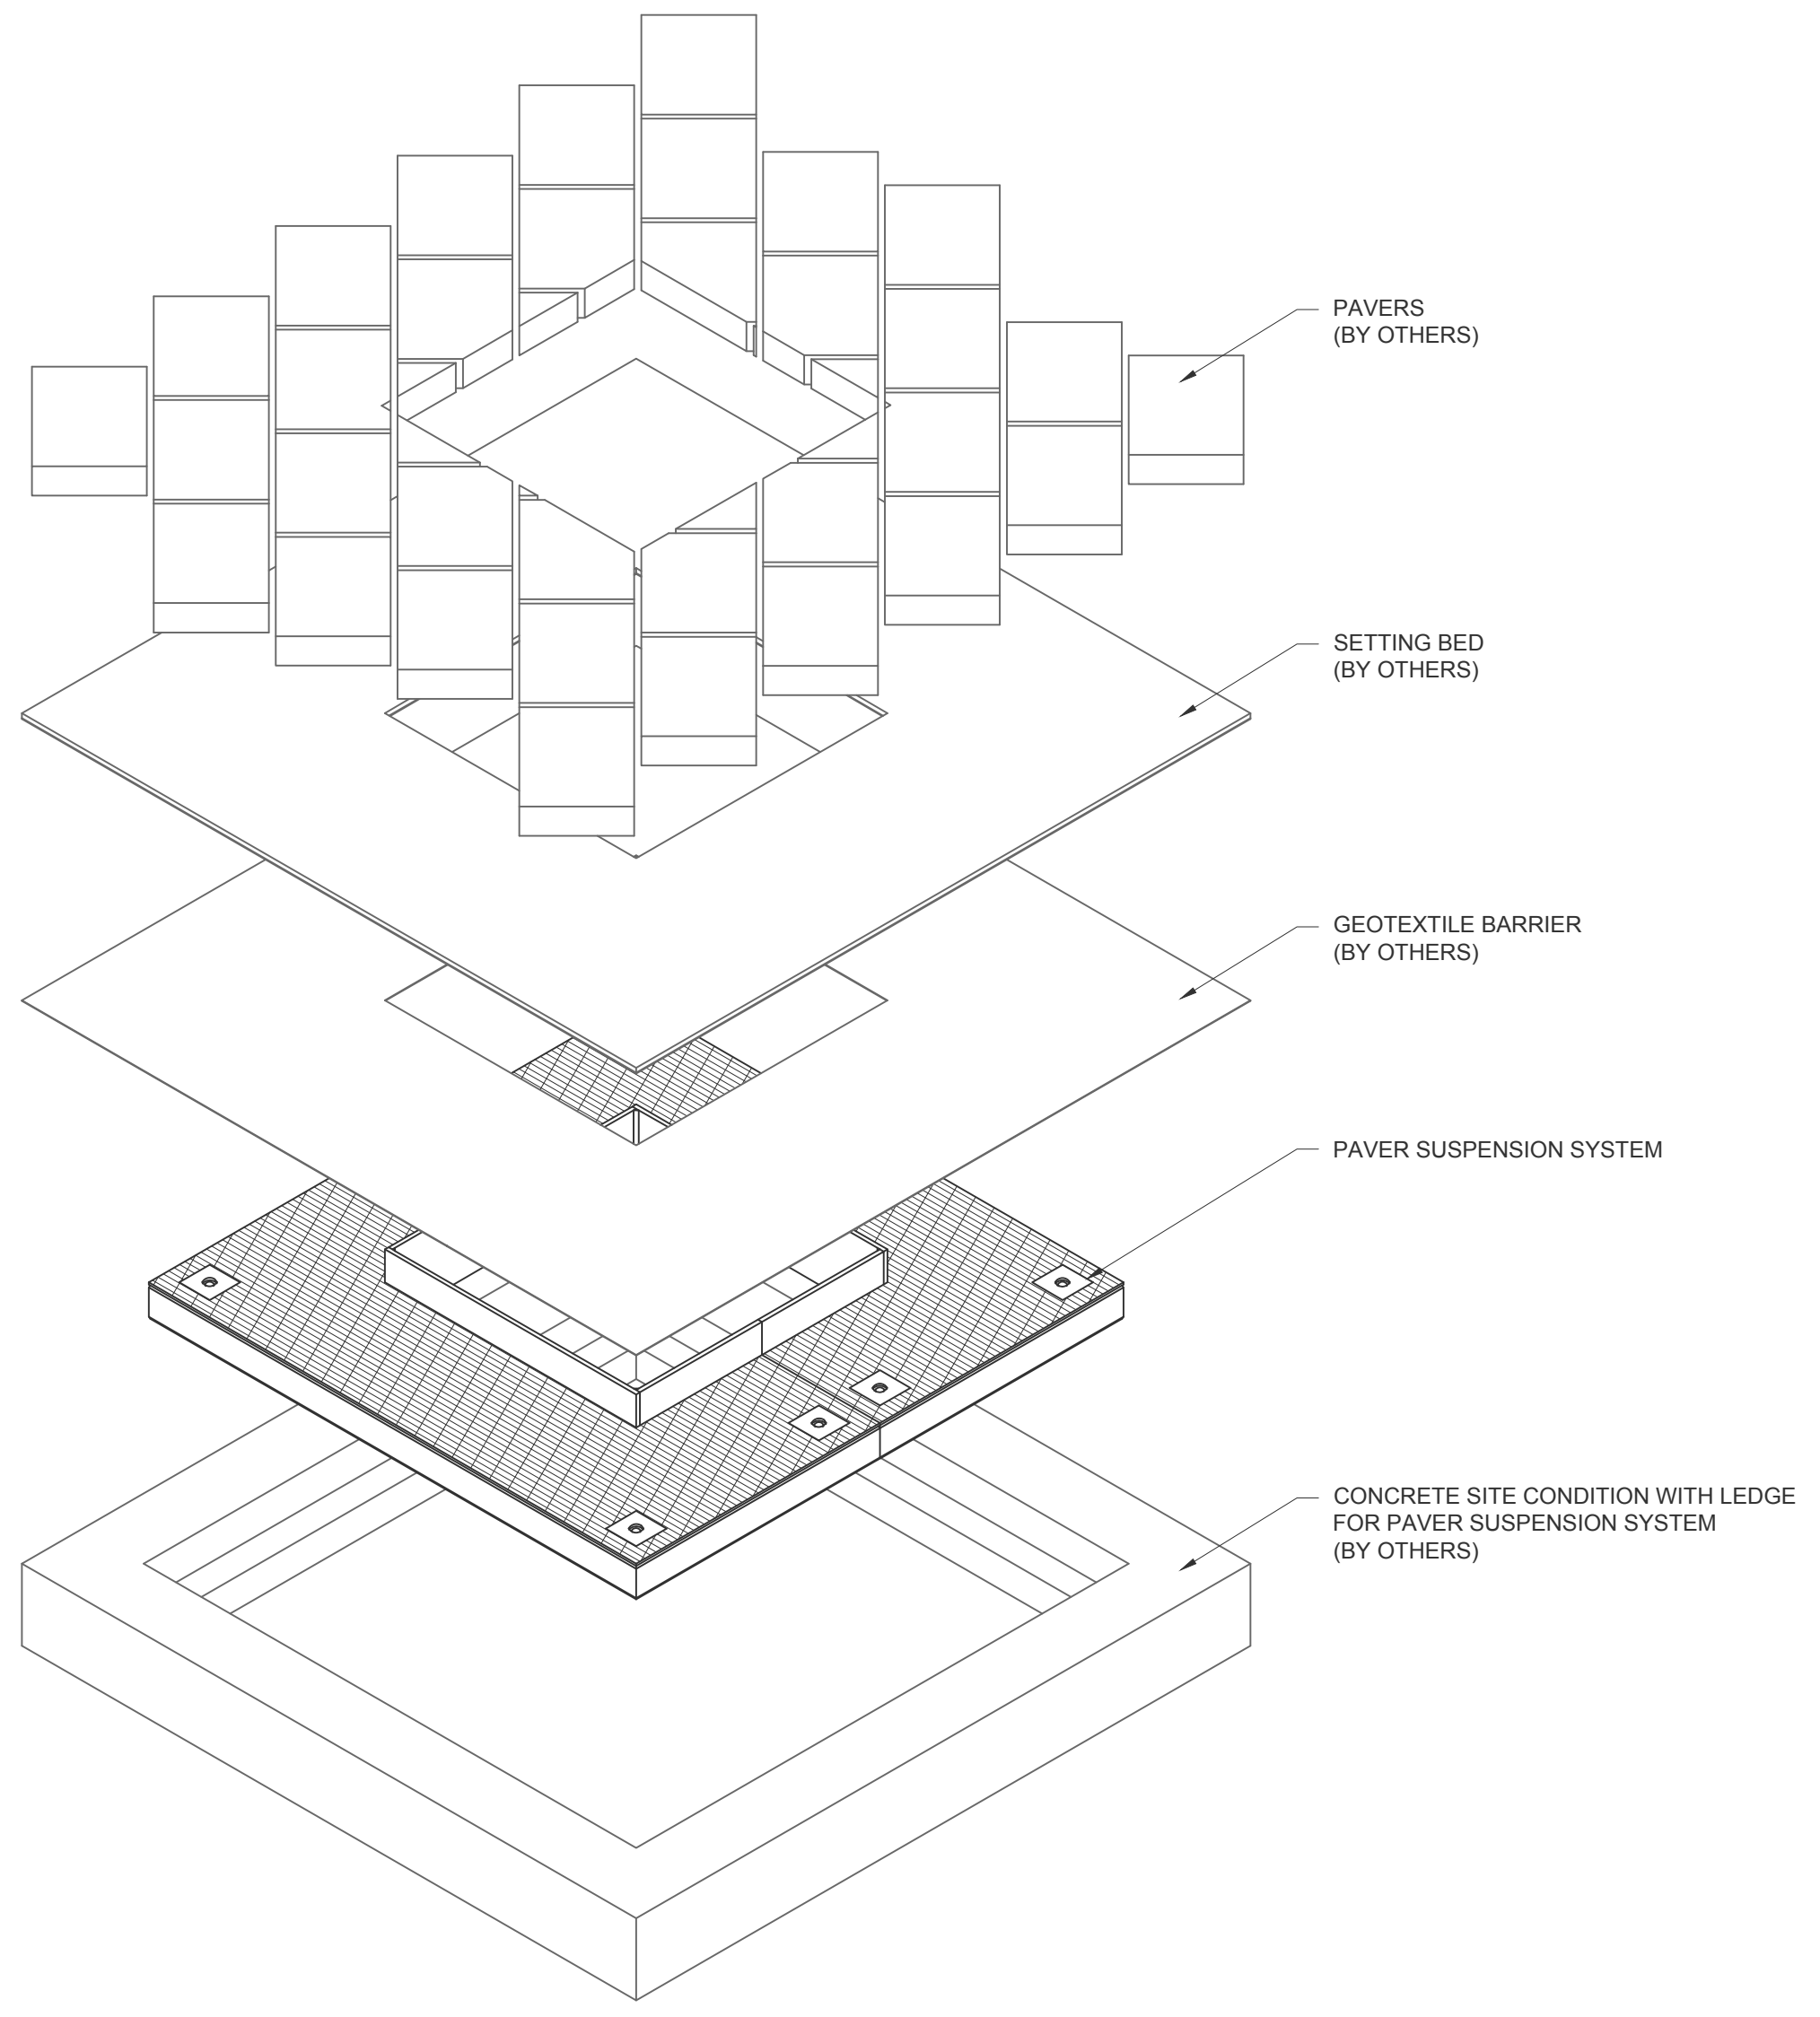 PAVERS
(BY OTHERS)
SETTING BED
(BY OTHERS)
GEOTEXTILE BARRIER
(BY OTHERS)
PAVER SUSPENSION SYSTEM
CONCRETE SITE CONDITION WITH LEDGE
FOR PAVER SUSPENSION SYSTEM
(BY OTHERS)